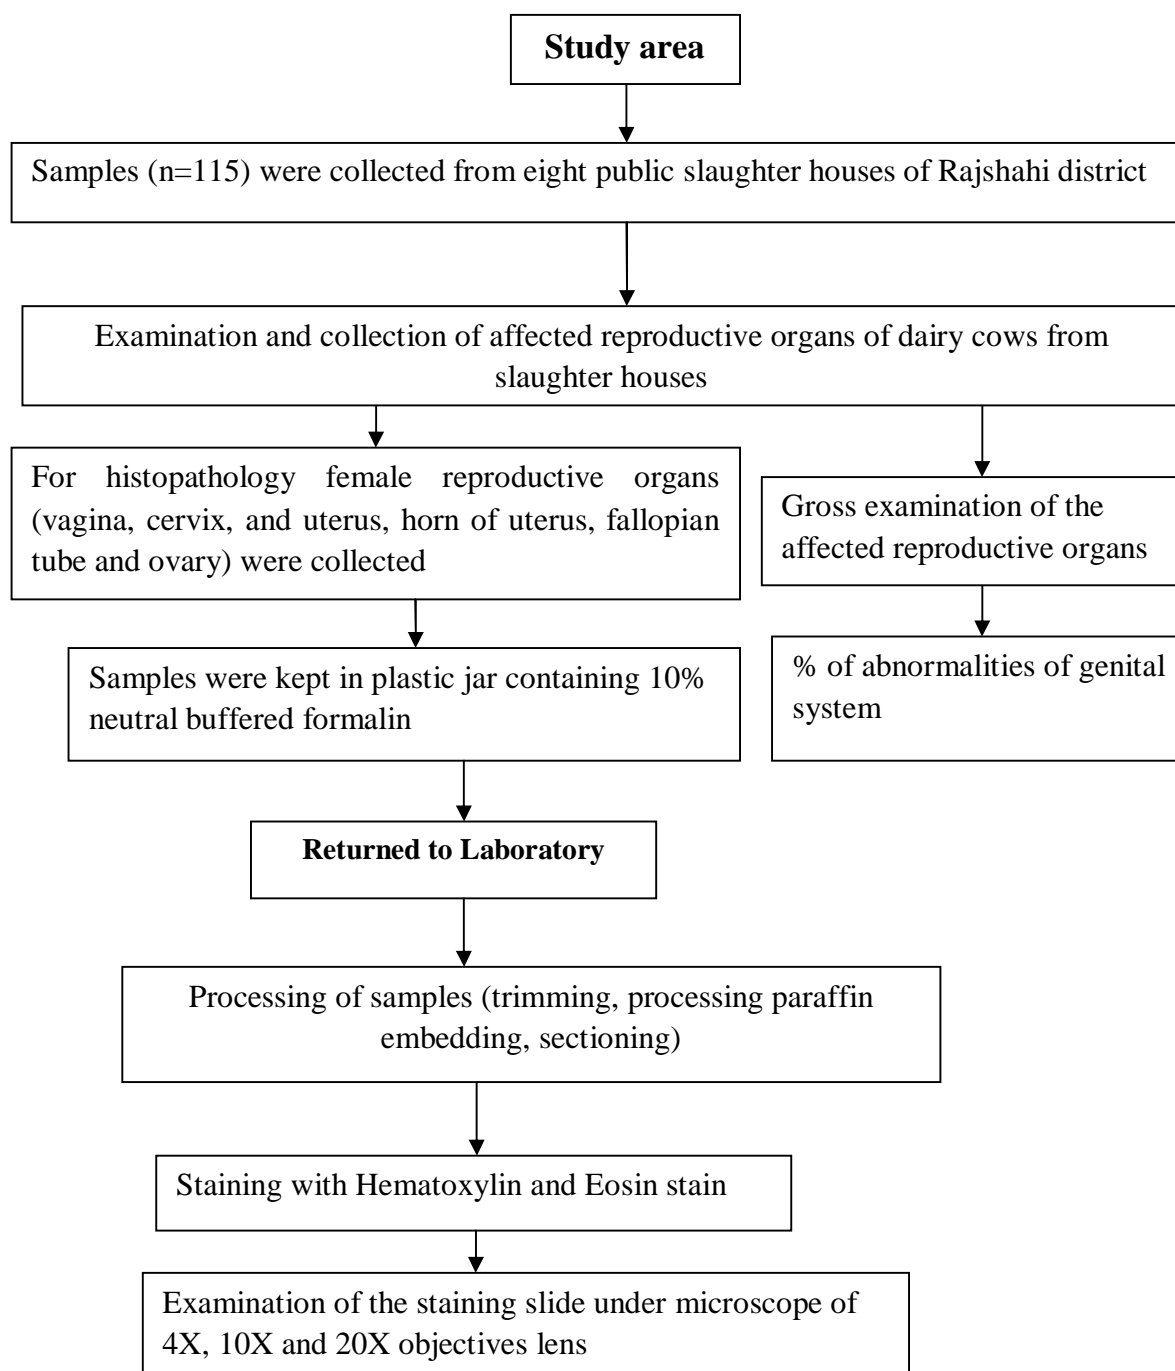 Study area
Samples (n=115) were collected from eight public slaughter houses of Rajshahi district
Examination and collection of affected reproductive organs of dairy cows from
slaughter houses
For histopathology female reproductive organs
(vagina, cervix, and uterus, horn of uterus, fallopian
tube and ovary) were collected
Gross examination of the
affected reproductive organs
Samples were kept in plastic jar containing 10%
neutral buffered formalin
% of abnormalities of genital
system
Returned to Laboratory
Processing of samples (trimming, processing paraffin
embedding, sectioning)
Staining with Hematoxylin and Eosin stain
Examination of the staining slide under microscope of
4X, 10X and 20X objectives lens